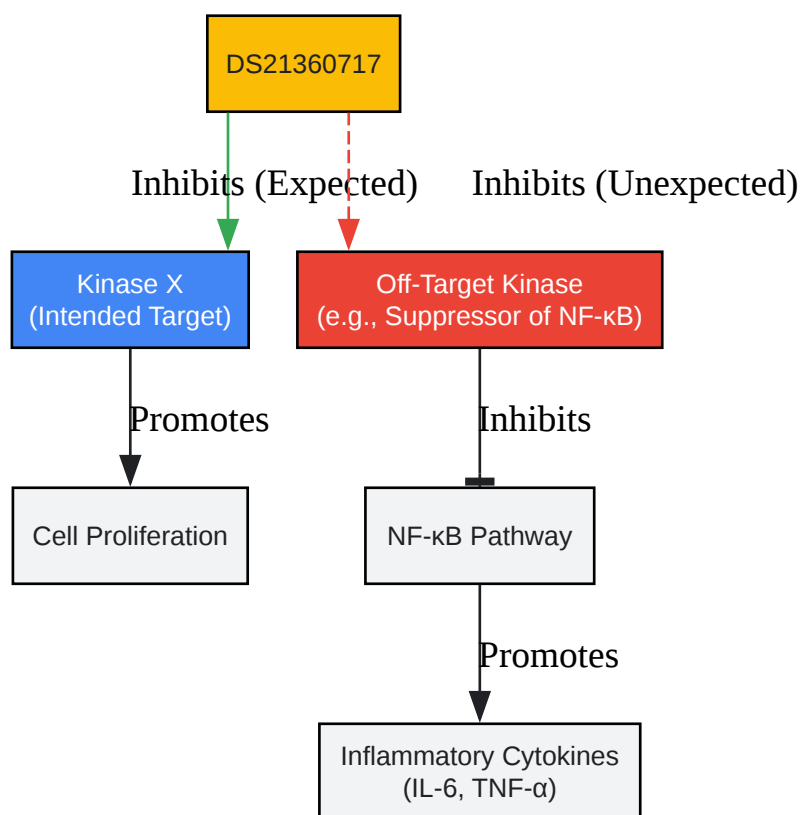 DS21360717
Inhibits (Expected)
Inhibits (Unexpected)
Kinase X
(Intended Target)
Off-Target Kinase
(e.g., Suppressor of NF-κB)
Promotes
Inhibits
Cell Proliferation
NF-κB Pathway
Promotes
Inflammatory Cytokines
(IL-6, TNF-α)